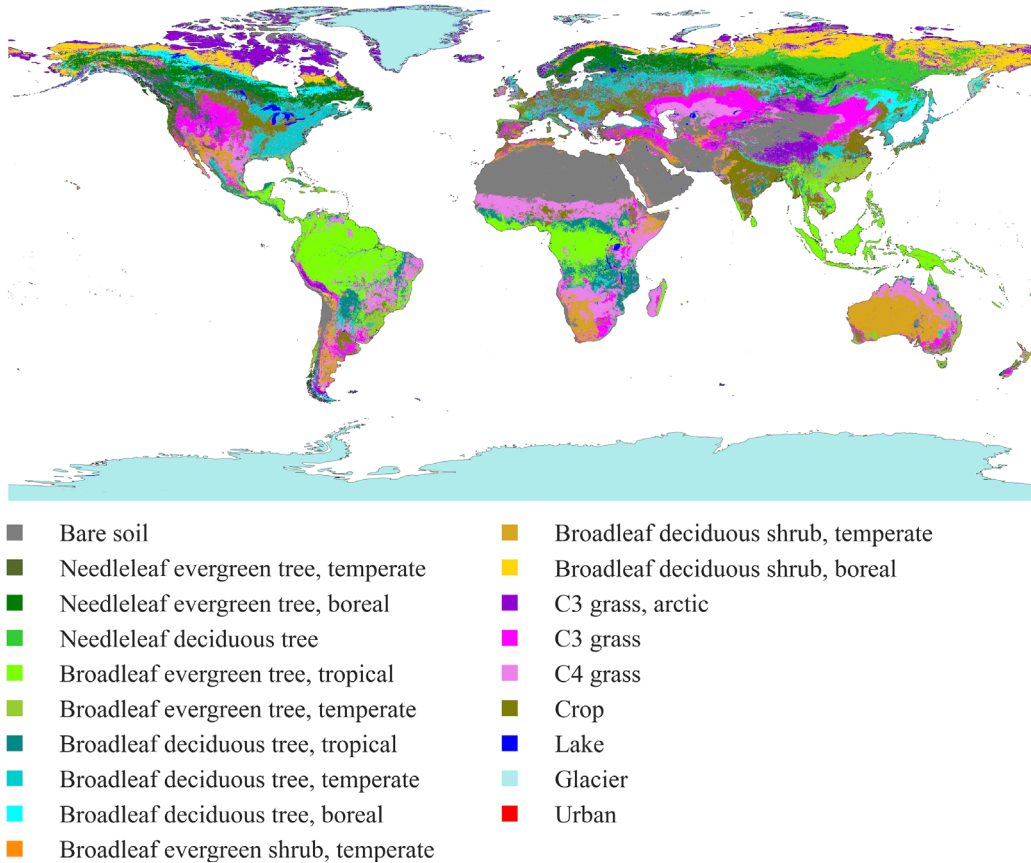 Bare soil
Needleleaf evergreen tree, temperate
Needleleaf evergreen tree, boreal
Needleleaf deciduous tree
Broadleaf evergreen tree, tropical
Broadleaf evergreen tree, temperate
Broadleaf deciduous tree, tropical
Broadleaf deciduous tree, temperate
Broadleaf deciduous tree, boreal
Broadleaf evergreen shrub, temperate
Broadleaf deciduous shrub, temperate
Broadleaf deciduous shrub, boreal
C3 grass, arctic
C3 grass
C4 grass
Crop
Lake
Glacier
Urban